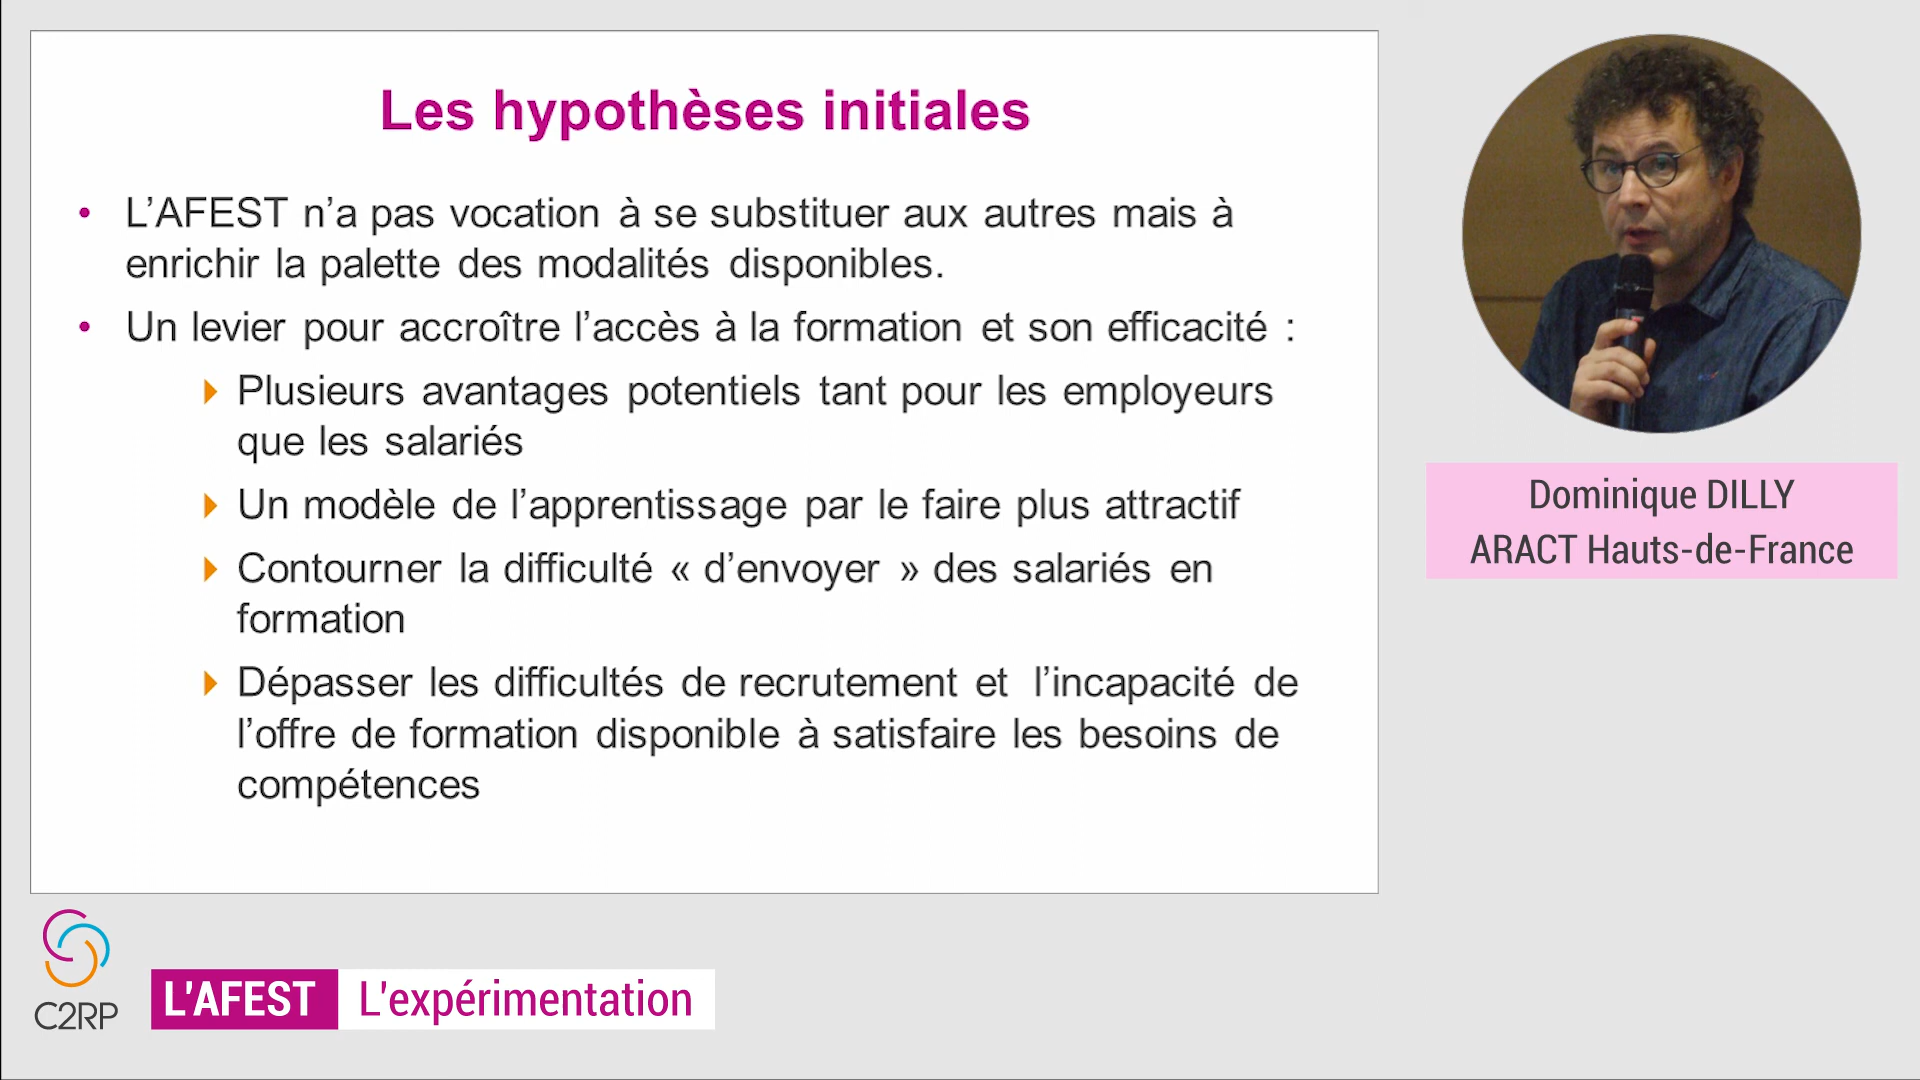 Les hypothèses initiales
• L’AFEST n’a pas vocation à se substituer aux autres mais à
enrichir la palette des modalités disponibles.
• Un levier pour accroître l’accès à la formation et son efficacité :
Plusieurs avantages potentiels tant pour les employeurs
que les salariés
Un modèle de l’apprentissage par le faire plus attractif
Contourner la difficulté « d’envoyer » des salariés en
formation
Dépasser les difficultés de recrutement et l’incapacité de
l’offre de formation disponible à satisfaire les besoins de
compétences
Dominique DILLY
ARACT Hauts-de-France
C2RP
L'AFEST L'expérimentation